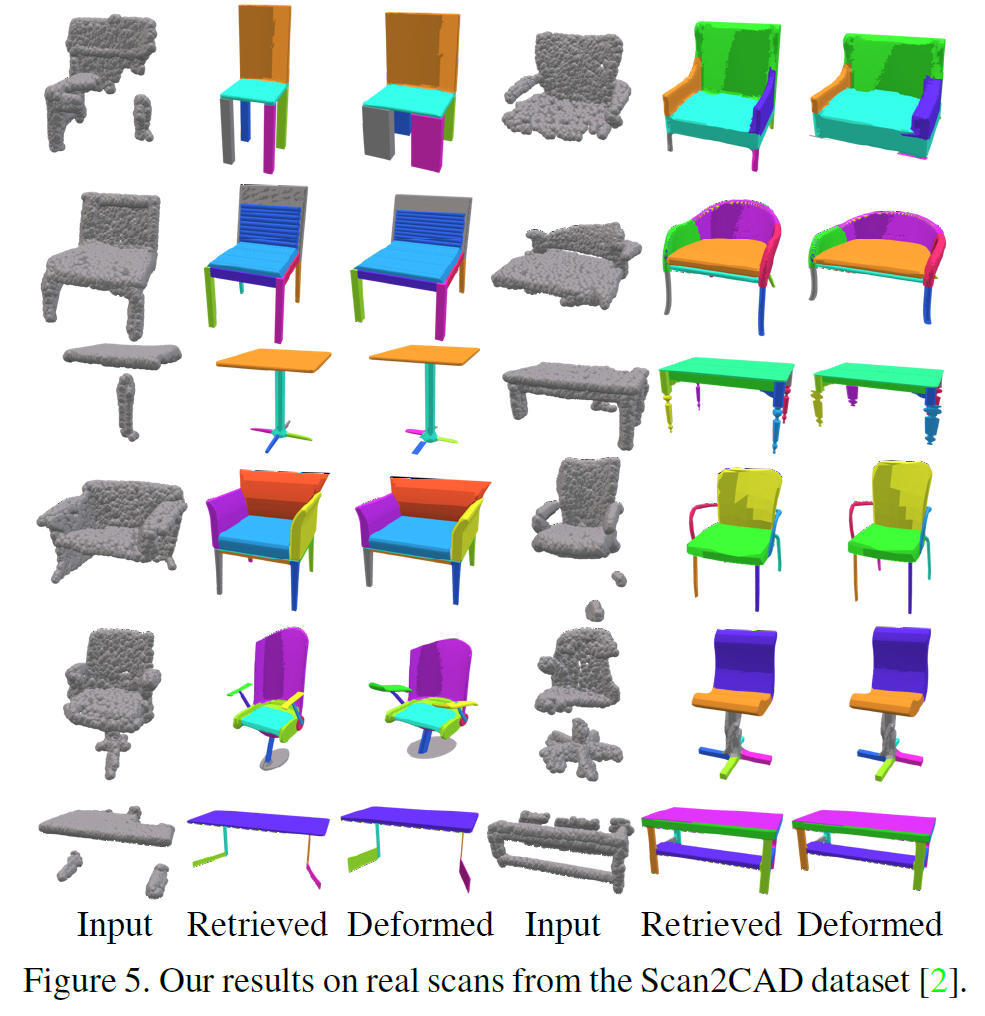 Input Retrieved Deformed Input Retrieved Deformed
Figure 5. Our results on real scans from the Scan2CAD dataset [2].